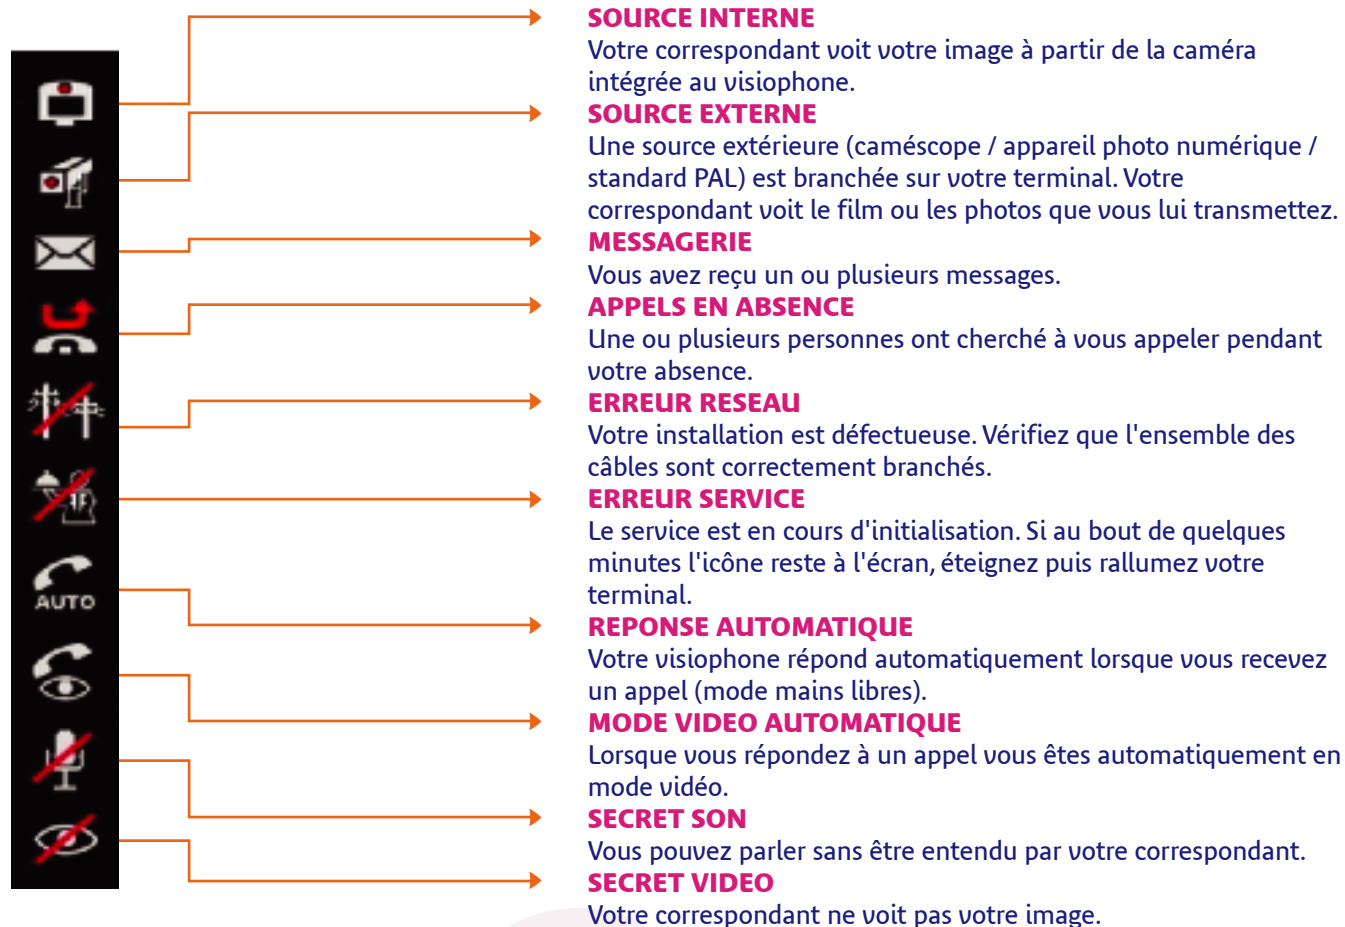 SOURCE INTERNE
Votre correspondant voit votre image à partir de la caméra
intégrée au visiophone.
SOURCE EXTERNE
Une source extérieure (caméscope / appareil photo numérique /
standard PAL) est branchée sur votre terminal. Votre
correspondant voit le film ou les photos que vous lui transmettez.
MESSAGERIE
Vous avez reçu un ou plusieurs messages.
APPELS EN ABSENCE
Une ou plusieurs personnes ont cherché à vous appeler pendant
votre absence.
ERREUR RESEAU
Votre installation est défectueuse. Vérifiez que l'ensemble des
câbles sont correctement branchés.
ERREUR SERVICE
Le service est en cours d'initialisation. Si au bout de quelques
minutes l'icône reste à l'écran, éteignez puis rallumez votre
terminal.
AUTO
REPONSE AUTOMATIQUE
Votre visiophone répond automatiquement lorsque vous recevez
un appel (mode mains libres).
MODE VIDEO AUTOMATIQUE
Lorsque vous répondez à un appel vous êtes automatiquement en
mode vidéo.
SECRET SON
Vous pouvez parler sans être entendu par votre correspondant.
SECRET VIDEO
Votre correspondant ne voit pas votre image.